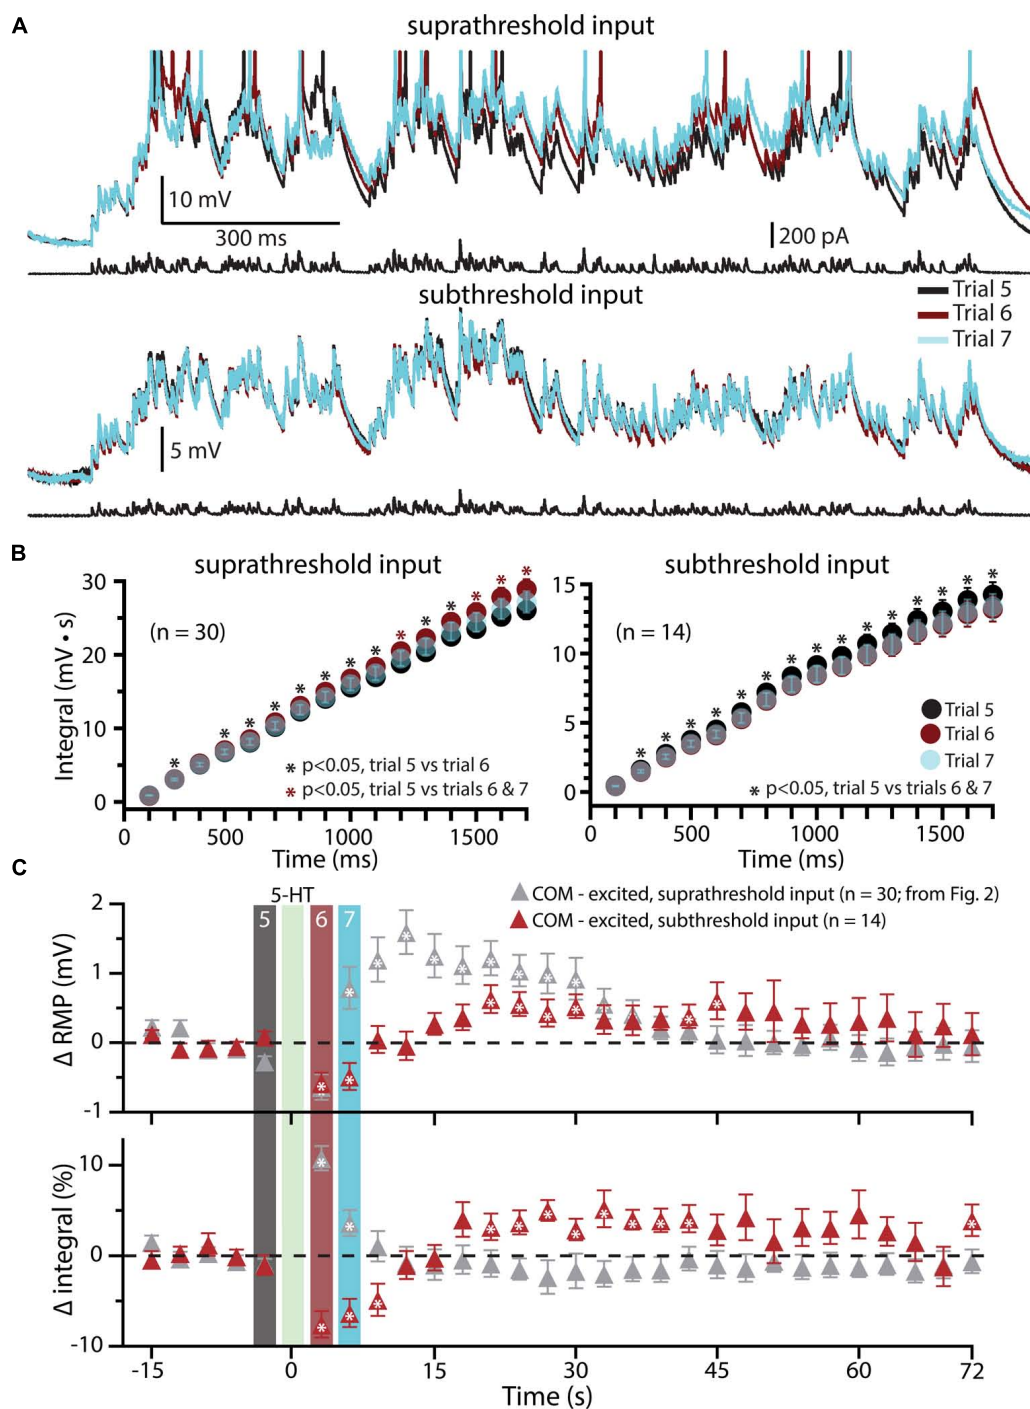 A
suprathreshold input
10 mV
300 ms
200 pA
subthreshold input
Trial 5
Trial 6
Trial 7
5 mV
B
suprathreshold input
subthreshold input
30
20
10
0
Integral (mV • s)
(n = 30)
* p<0.05, trial 5 vs trial 6
* p<0.05, trial 5 vs trials 6 & 7
0 500 1000 1500
Time (ms)
15
10
5
0
(n = 14)
Trial 5
Trial 6
Trial 7
* p<0.05, trial 5 vs trials 6 & 7
0 500 1000 1500
Time (ms)
C
5-HT
5 6 7
COM - excited, suprathreshold input (n = 30; from Fig. 2)
COM - excited, subthreshold input (n = 14)
2
1
0
-1
Δ RMP (mV)
10
0
-10
Δ integral (%)
-15 0 15 30 45 60 72
Time (s)